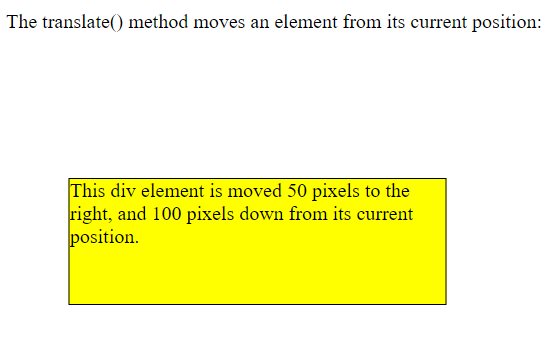 The translate() method moves an element from its current position:
This div element is moved 50 pixels to the
right, and 100 pixels down from its current
position.